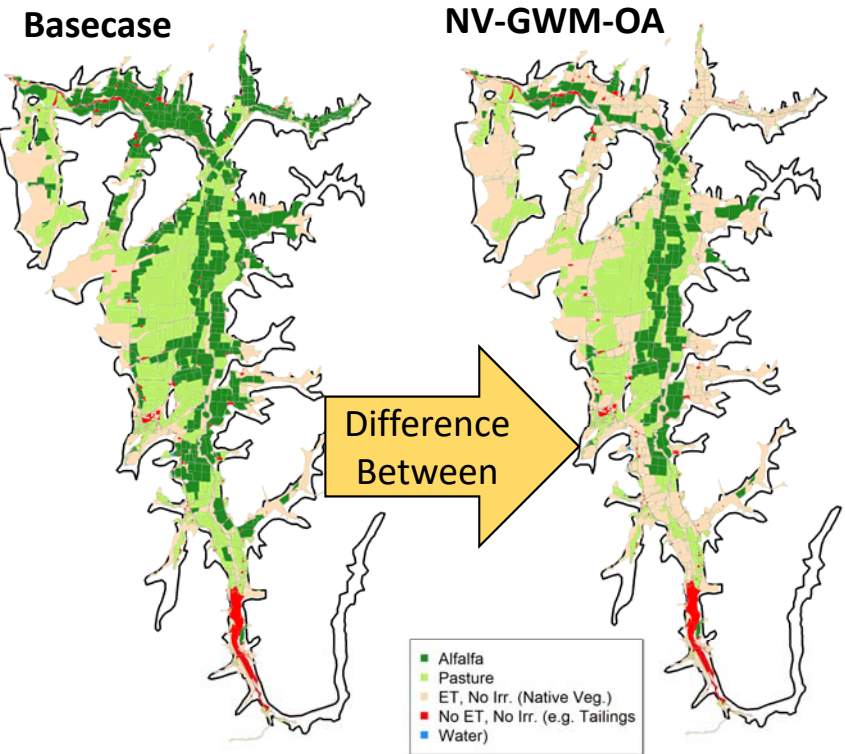 Basecase
NV-GWM-OA
Difference
Between
Alfalfa
Pasture
ET, No Irr. (Native Veg.)
No ET, No Irr. (e.g. Tailings
Water)